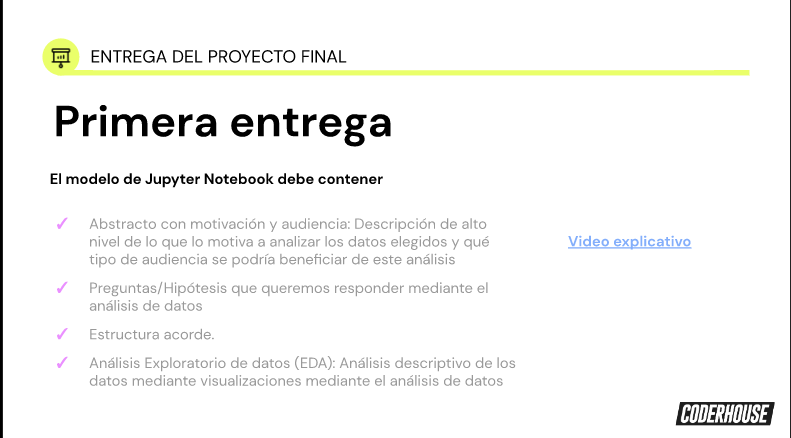 ENTREGA DEL PROYECTO FINAL
Primera entrega
El modelo de Jupyter Notebook debe contener
✓ Abstracto con motivación y audiencia: Descripción de alto
nivel de lo que lo motiva a analizar los datos elegidos y qué
tipo de audiencia se podría beneficiar de este análisis
Video explicativo
✓ Preguntas/Hipótesis que queremos responder mediante el
análisis de datos
✓ Estructura acorde.
✓ Análisis Exploratorio de datos (EDA): Análisis descriptivo de los
datos mediante visualizaciones mediante el análisis de datos
CODERHOUSE